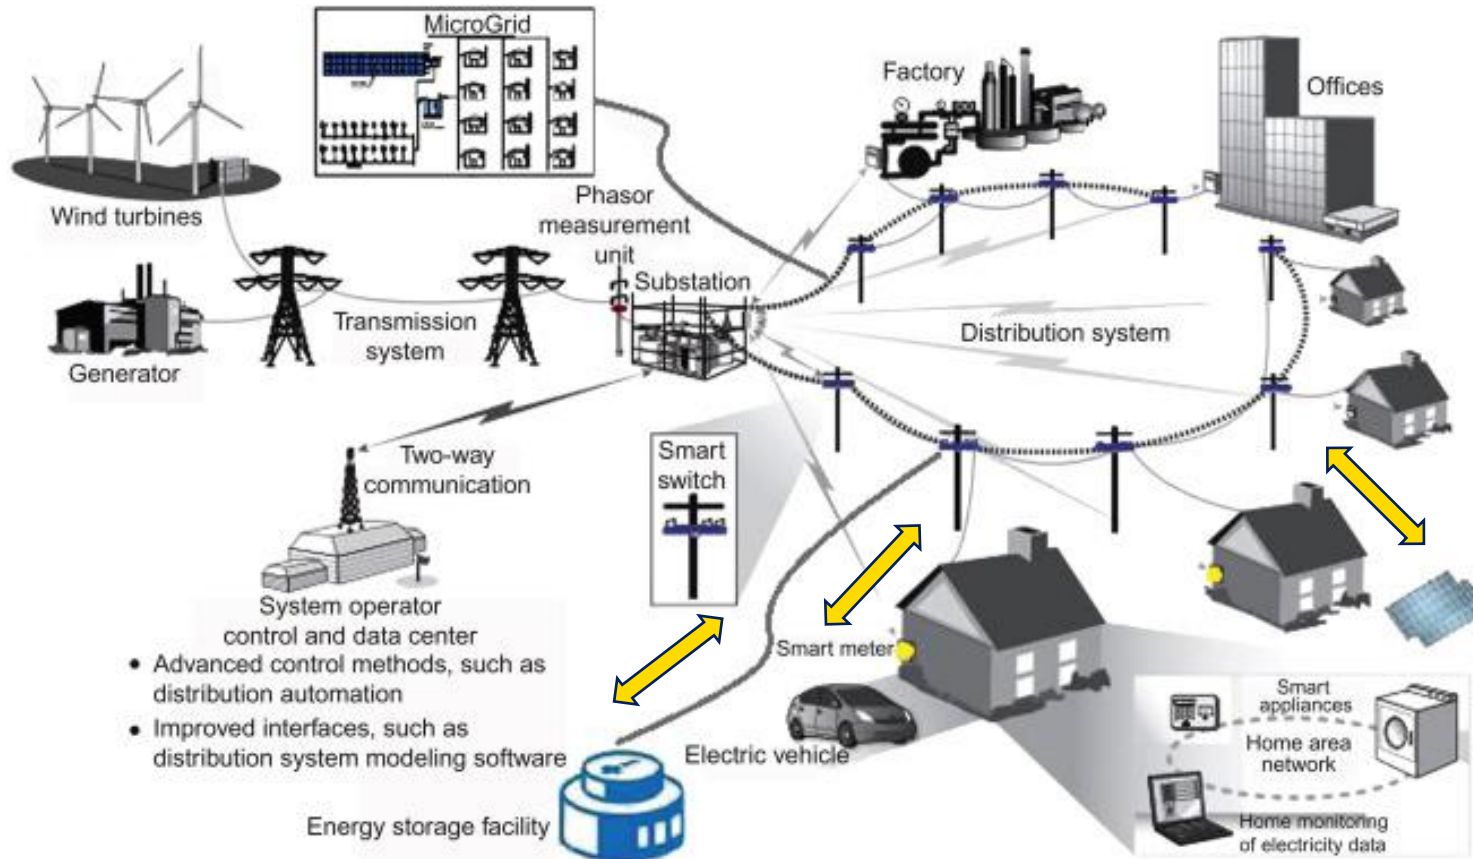 MicroGrid
Factory
Offices
Wind turbines
Phasor
measurement
unit
Substation
Transmission
system
Generator
Distribution system
Two-way
communication
Smart
switch
System operator
control and data center
• Advanced control methods, such as
distribution automation
• Improved interfaces, such as
distribution system modeling software
Smart meter
Electric vehicle
Energy storage facility
Smart
appliances
Home area
network
Home monitoring
of electricity data